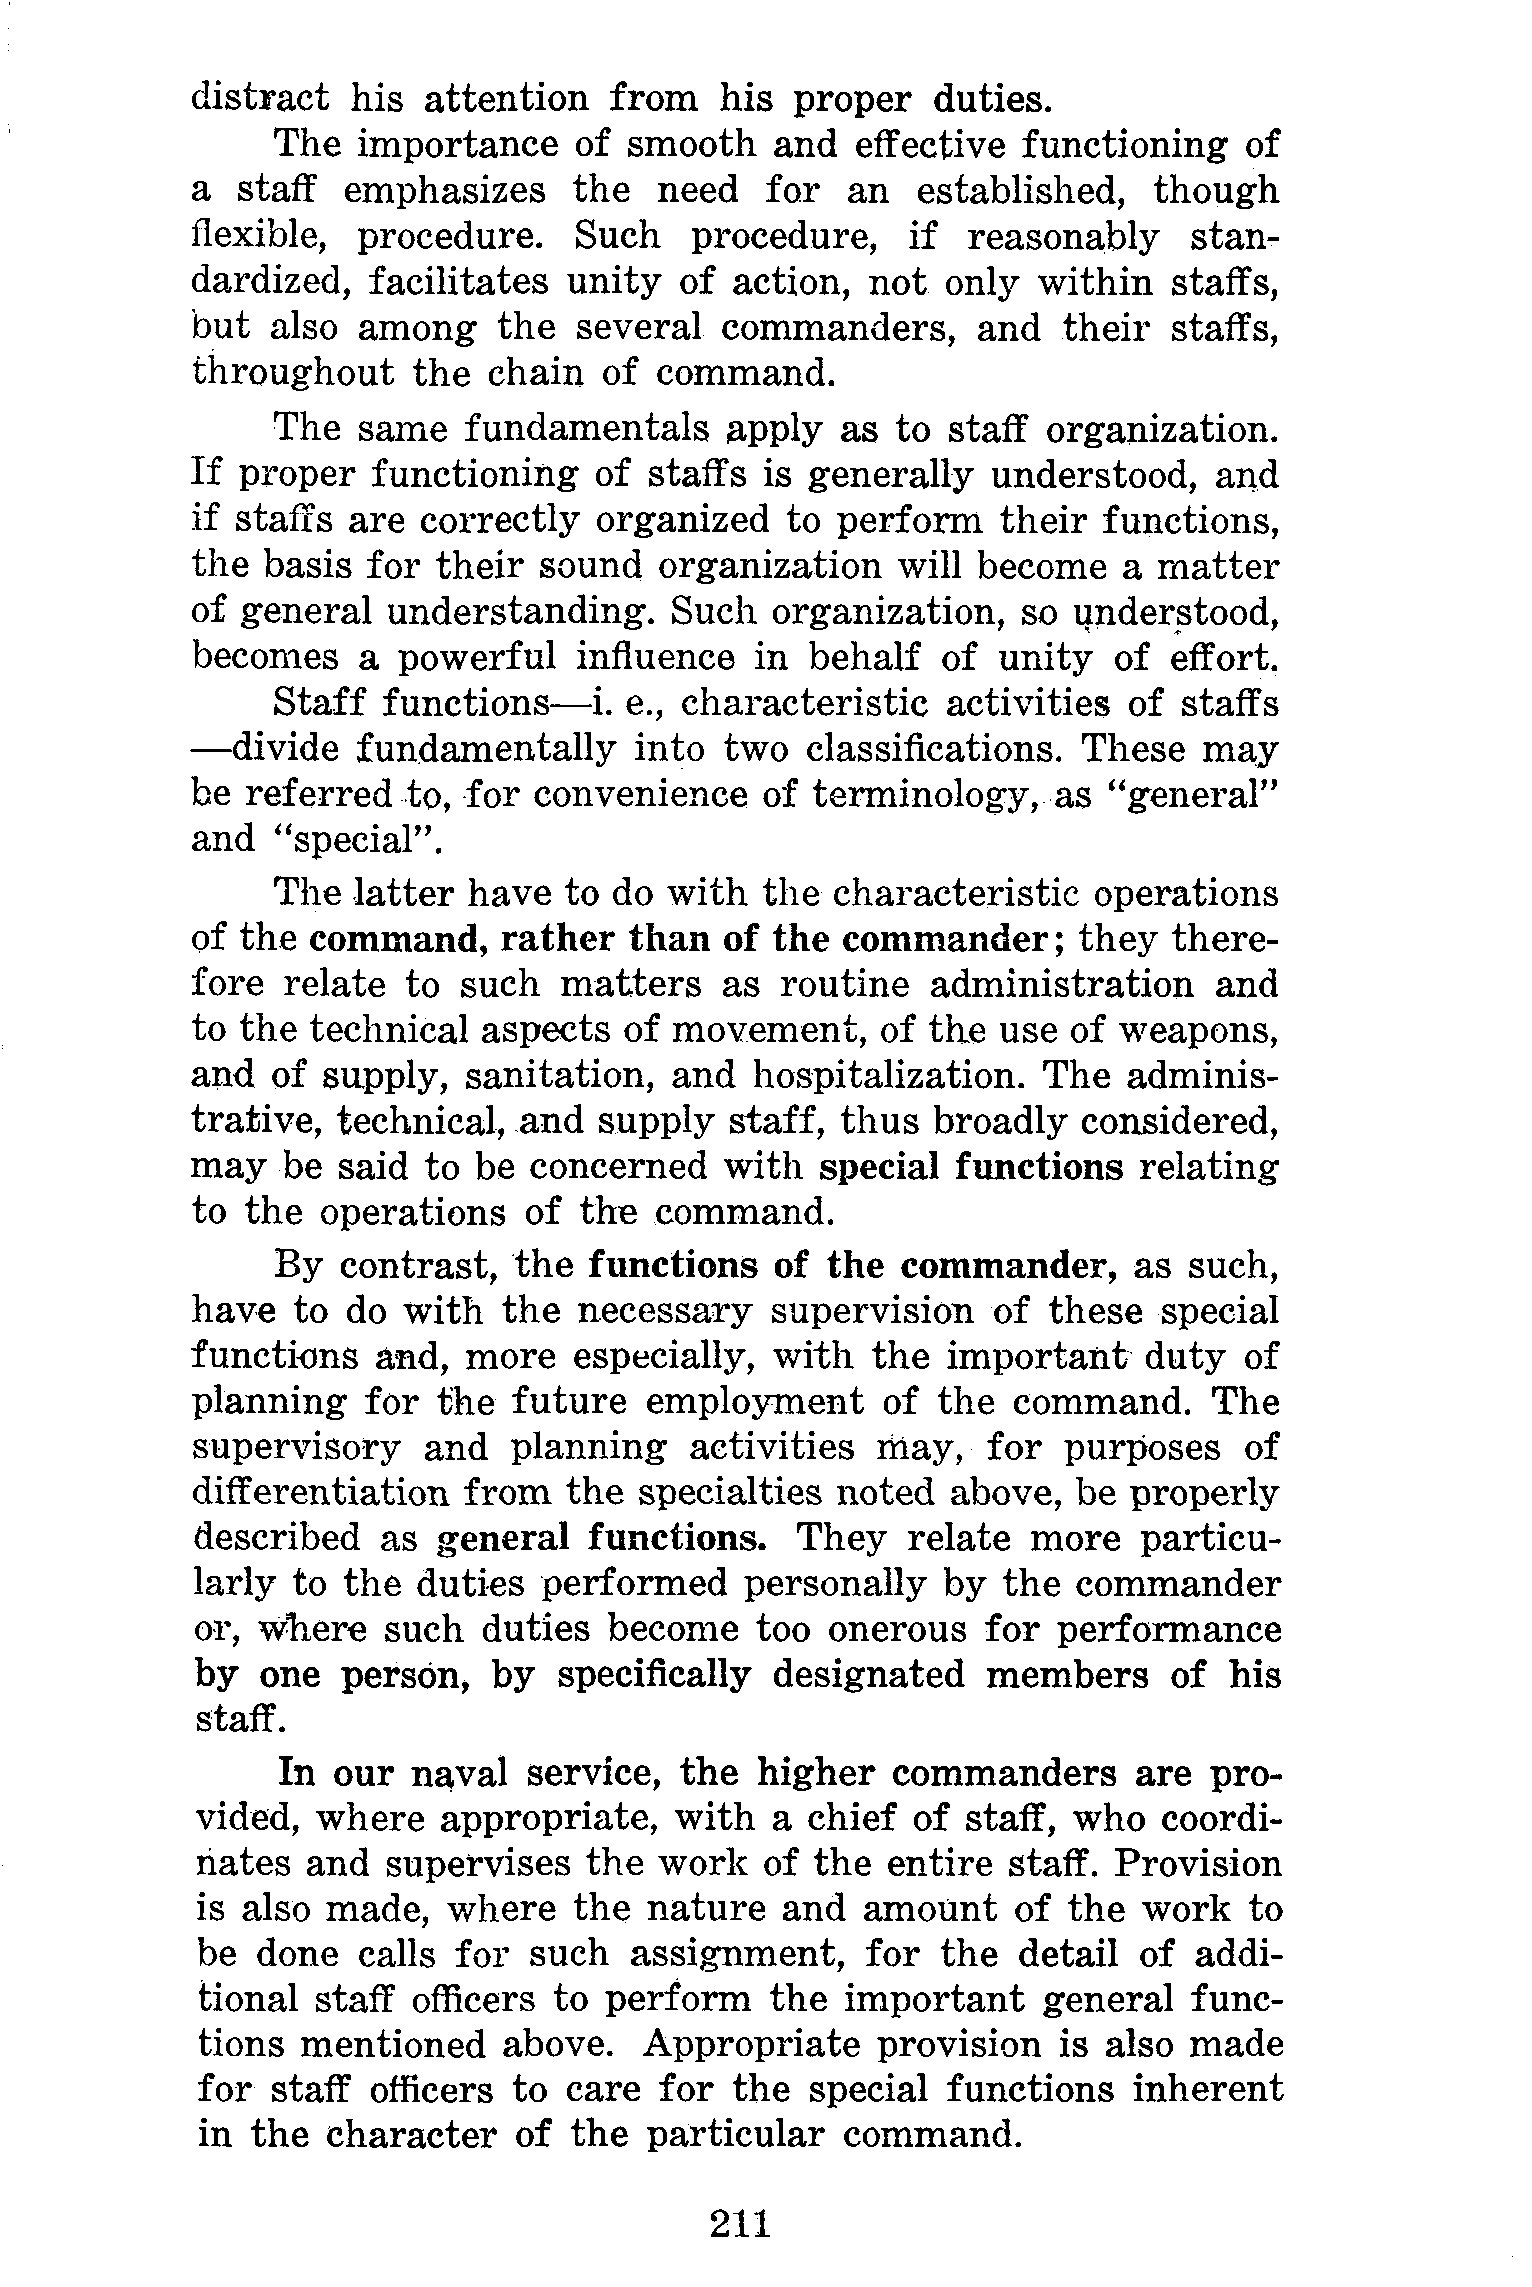 distract his attention from his proper duties.
The importance of smooth and effective functioning of
a staff emphasizes the need for an established, though
flexible, procedure. Such procedure, if reasonably stan-
dardized, facilitates unity of action, not only within staffs,
but also among the several commanders, and their staffs,
throughout the chain of command.
The same fundamentals apply as to staff organization.
If proper functioning of staffs is generally understood, and
if staffs are correctly organized to perform their functions,
the basis for their sound organization will become a matter
of general understanding. Such organization, so understood,
becomes a powerful influence in behalf of unity of effort.
Staff functions—i. e., characteristic activities of staffs
—divide fundamentally into two classifications. These may
be referred to, for convenience of terminology, as “general”
and “special”.
The latter have to do with the characteristic operations
of the command, rather than of the commander; they there-
fore relate to such matters as routine administration and
to the technical aspects of movement, of the use of weapons,
and of supply, sanitation, and hospitalization. The adminis-
trative, technical, and supply staff, thus broadly considered,
may be said to be concerned with special functions relating
to the operations of the command.
By contrast, the functions of the commander, as such,
have to do with the necessary supervision of these special
functions and, more especially, with the important duty of
planning for the future employment of the command. The
supervisory and planning activities may, for purposes of
differentiation from the specialties noted above, be properly
described as general functions. They relate more particu-
larly to the duties performed personally by the commander
or, where such duties become too onerous for performance
by one person, by specifically designated members of his
staff.
In our naval service, the higher commanders are pro-
vided, where appropriate, with a chief of staff, who coordi-
nates and supervises the work of the entire staff. Provision
is also made, where the nature and amount of the work to
be done calls for such assignment, for the detail of addi-
tional staff officers to perform the important general func-
tions mentioned above. Appropriate provision is also made
for staff officers to care for the special functions inherent
in the character of the particular command.
211